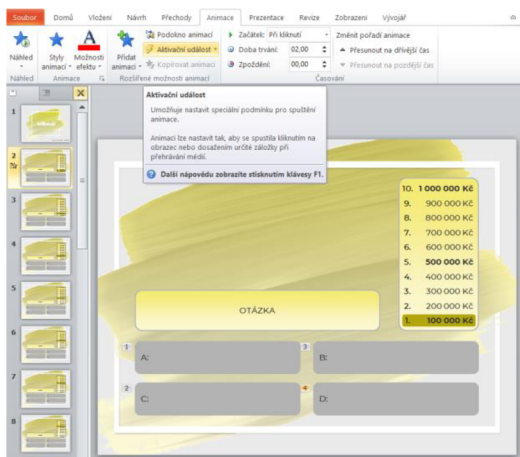 Soubor Domů Vložení Návrh Přechody Animace Prezentace Revize Zobrazení Vývojář
Náhled
Styly animací
Možnosti efektu
Přidat animaci
Podokno animací
Aktivační událost
Kopírovat animaci
Začátek: Při kliknutí
Doba trvání: 02,00
Zpoždění: 00,00
Změnit pořadí animace
Přesunout na dřívější čas
Přesunout na pozdější čas
Náhled Animace Rozšířené možnosti animací Časování
Aktivační událost
Umožňuje nastavit speciální podmínku pro spuštění
animace.
Animaci lze nastavit tak, aby se spustila kliknutím na
obrazec nebo dosažením určité záložky při
přehrávání médií.
Další nápovědu zobrazíte stisknutím klávesy F1.
1
2
3
4
5
6
7
8
10. 1 000 000 Kč
9. 900 000 Kč
8. 800 000 Kč
7. 700 000 Kč
6. 600 000 Kč
5. 500 000 Kč
4. 400 000 Kč
3. 300 000 Kč
2. 200 000 Kč
1. 100 000 Kč
OTÁZKA
1 A:
3 B:
2 C:
4 D: